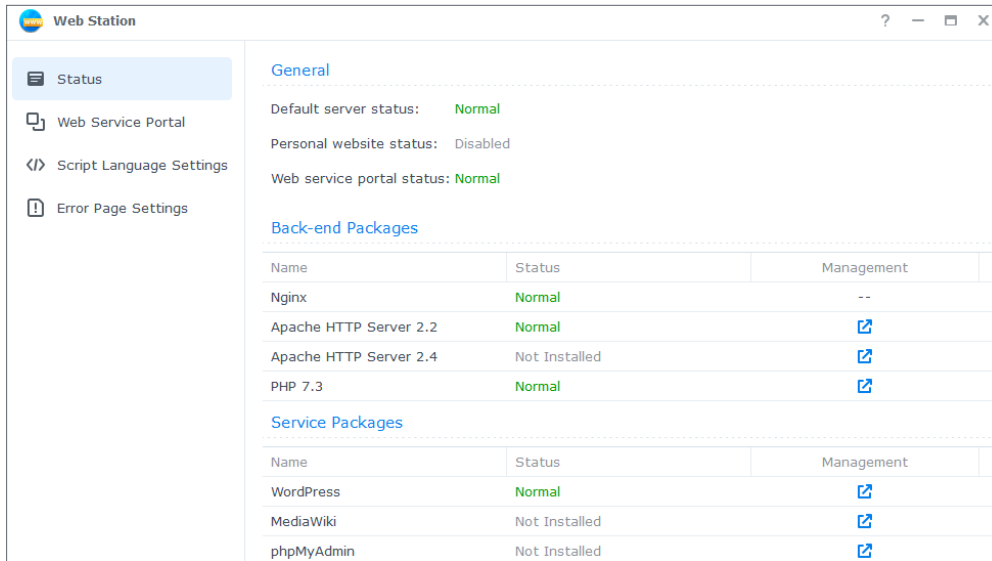 Web Station
Status
Web Service Portal
Script Language Settings
Error Page Settings
General
Default server status: Normal
Personal website status: Disabled
Web service portal status: Normal
Back-end Packages
Name Status Management
Nginx Normal --
Apache HTTP Server 2.2 Normal
Apache HTTP Server 2.4 Not Installed
PHP 7.3 Normal
Service Packages
Name Status Management
WordPress Normal
MediaWiki Not Installed
phpMyAdmin Not Installed